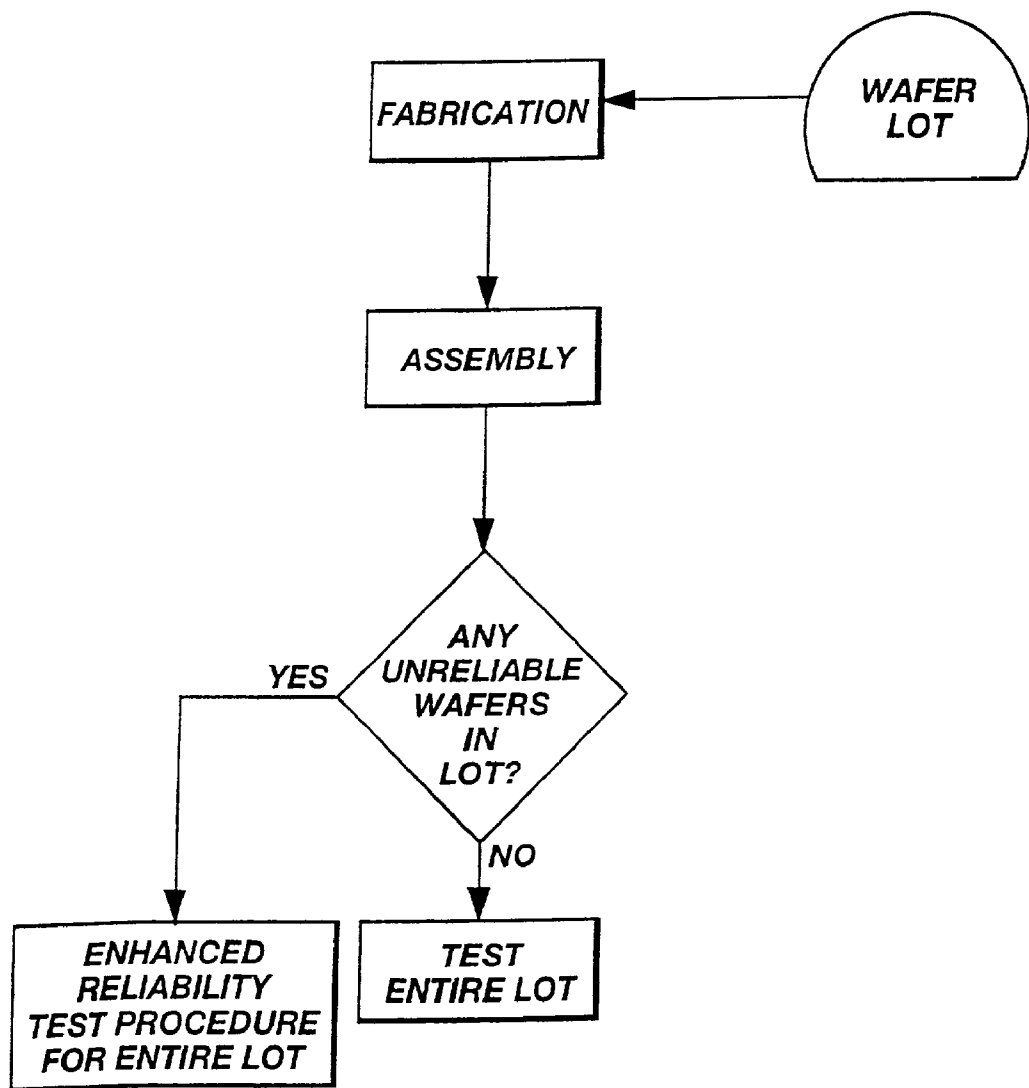 WAFER
LOT
FABRICATION
ASSEMBLY
ANY
UNRELIABLE
WAFERS
IN
LOT?
YES
NO
ENHANCED
RELIABILITY
TEST PROCEDURE
FOR ENTIRE LOT
TEST
ENTIRE LOT